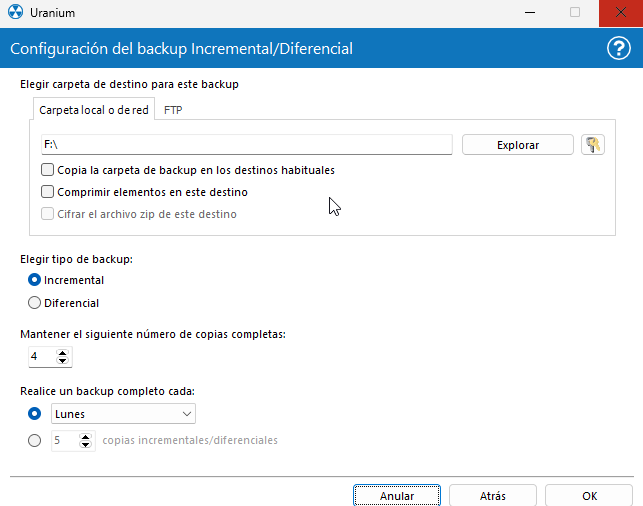 Uranium
Configuración del backup Incremental/Diferencial
Elegir carpeta de destino para este backup
Carpeta local o de red FTP
F:\ Explorar
Copia la carpeta de backup en los destinos habituales
Comprimir elementos en este destino
Cifrar el archivo zip de este destino
Elegir tipo de backup:
Incremental
Diferencial
Mantener el siguiente número de copias completas:
4
Realice un backup completo cada:
Lunes
5 copias incrementales/diferenciales
Anular Atrás OK